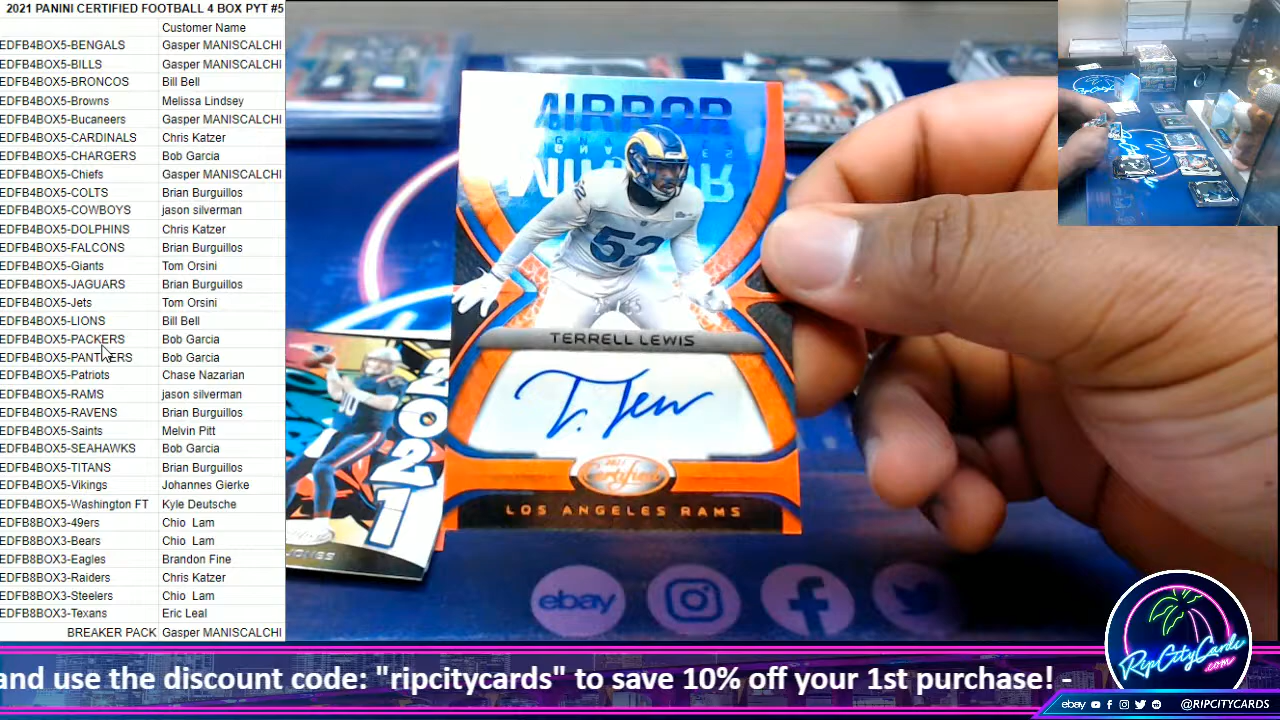 2021 PANINI CERTIFIED FOOTBALL 4 BOX PYT #5
Customer Name
EDFB4BOX5-BENGALS Gasper MANISCALCHI
EDFB4BOX5-BILLS Gasper MANISCALCHI
EDFB4BOX5-BRONCOS Bill Bell
EDFB4BOX5-Browns Melissa Lindsey
EDFB4BOX5-Bucaneers Gasper MANISCALCHI
EDFB4BOX5-CARDINALS Chris Katzer
EDFB4BOX5-CHARGERS Bob Garcia
EDFB4BOX5-Chiefs Gasper MANISCALCHI
EDFB4BOX5-COLTS Brian Burguillos
EDFB4BOX5-COWBOYS jason silverman
EDFB4BOX5-DOLPHINS Chris Katzer
EDFB4BOX5-FALCONS Brian Burguillos
EDFB4BOX5-Giants Tom Orsini
EDFB4BOX5-JAGUARS Brian Burguillos
EDFB4BOX5-Jets Tom Orsini
EDFB4BOX5-LIONS Bill Bell
EDFB4BOX5-PACKERS Bob Garcia
EDFB4BOX5-PANTHERS Bob Garcia
EDFB4BOX5-Patriots Chase Nazarian
EDFB4BOX5-RAMS jason silverman
EDFB4BOX5-RAVENS Brian Burguillos
EDFB4BOX5-Saints Melvin Pitt
EDFB4BOX5-SEAHAWKS Bob Garcia
EDFB4BOX5-TITANS Brian Burguillos
EDFB4BOX5-Vikings Johannes Gierke
EDFB4BOX5-Washington FT Kyle Deutsche
EDFB8BOX3-49ers Chio Lam
EDFB8BOX3-Bears Chio Lam
EDFB8BOX3-Eagles Brandon Fine
EDFB8BOX3-Raiders Chris Katzer
EDFB8BOX3-Steelers Chio Lam
EDFB8BOX3-Texans Eric Leal
BREAKER PACK Gasper MANISCALCHI
MIRROR
SIGNATURES
MIRROR
52
TERRELL LEWIS
T. Lew
2021
Certified
LOS ANGELES RAMS
2021
JONES
ebay
and use the discount code: "ripcitycards" to save 10% off your 1st purchase! -
RipCityCards
.com
ebay @RIPCITYCARDS